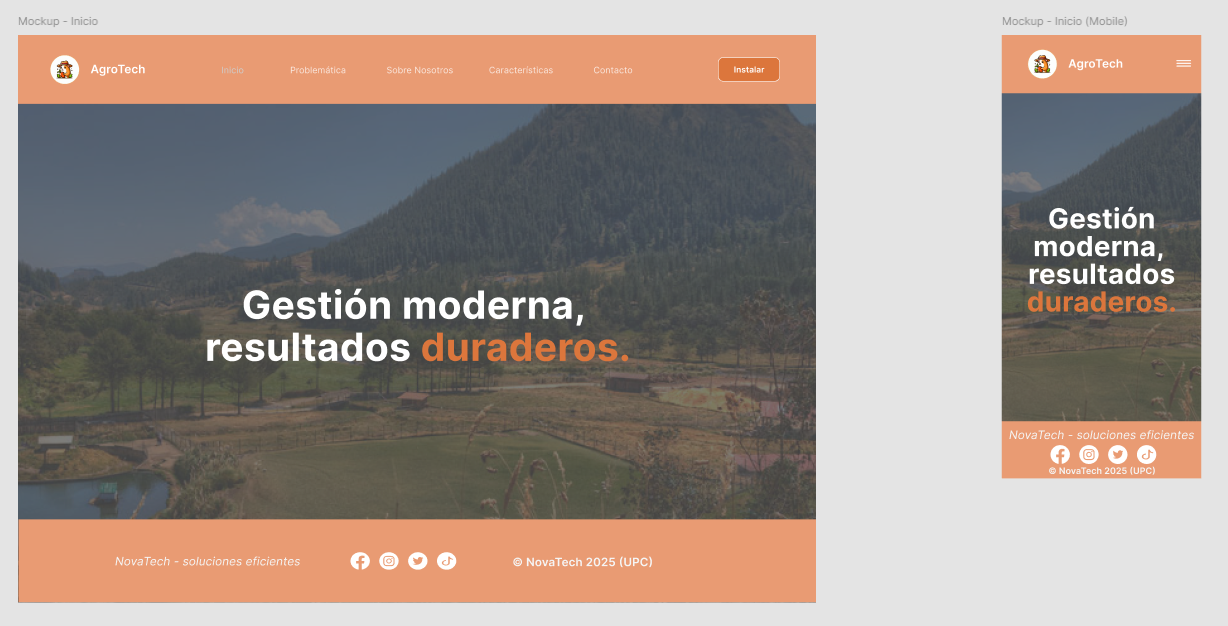 Mockup - Inicio
AgroTech
Inicio
Problemática
Sobre Nosotros
Características
Contacto
Instalar
Gestión moderna,
resultados duraderos.
NovaTech - soluciones eficientes
© NovaTech 2025 (UPC)
Mockup - Inicio (Mobile)
AgroTech
Gestión
moderna,
resultados
duraderos.
NovaTech - soluciones eficientes
© NovaTech 2025 (UPC)